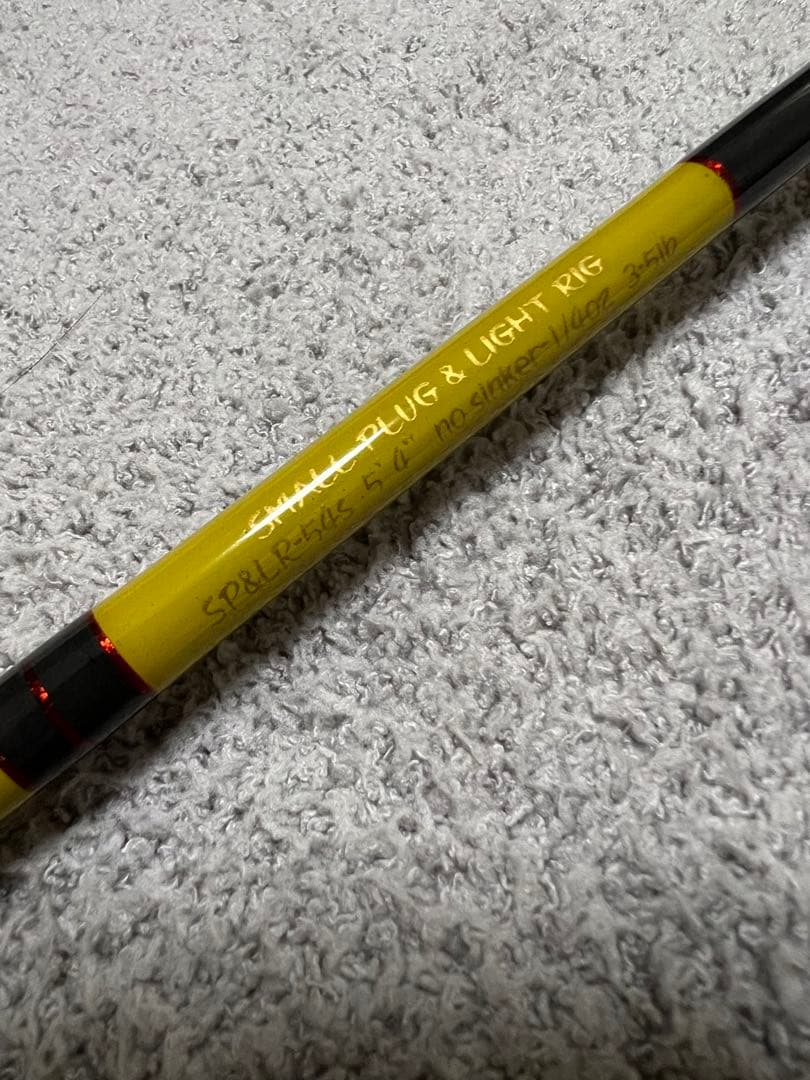 SMALL PLUG & LIGHT RIG
SP&LR-54S 5'4" no sinker-1/4oz 3-5lb